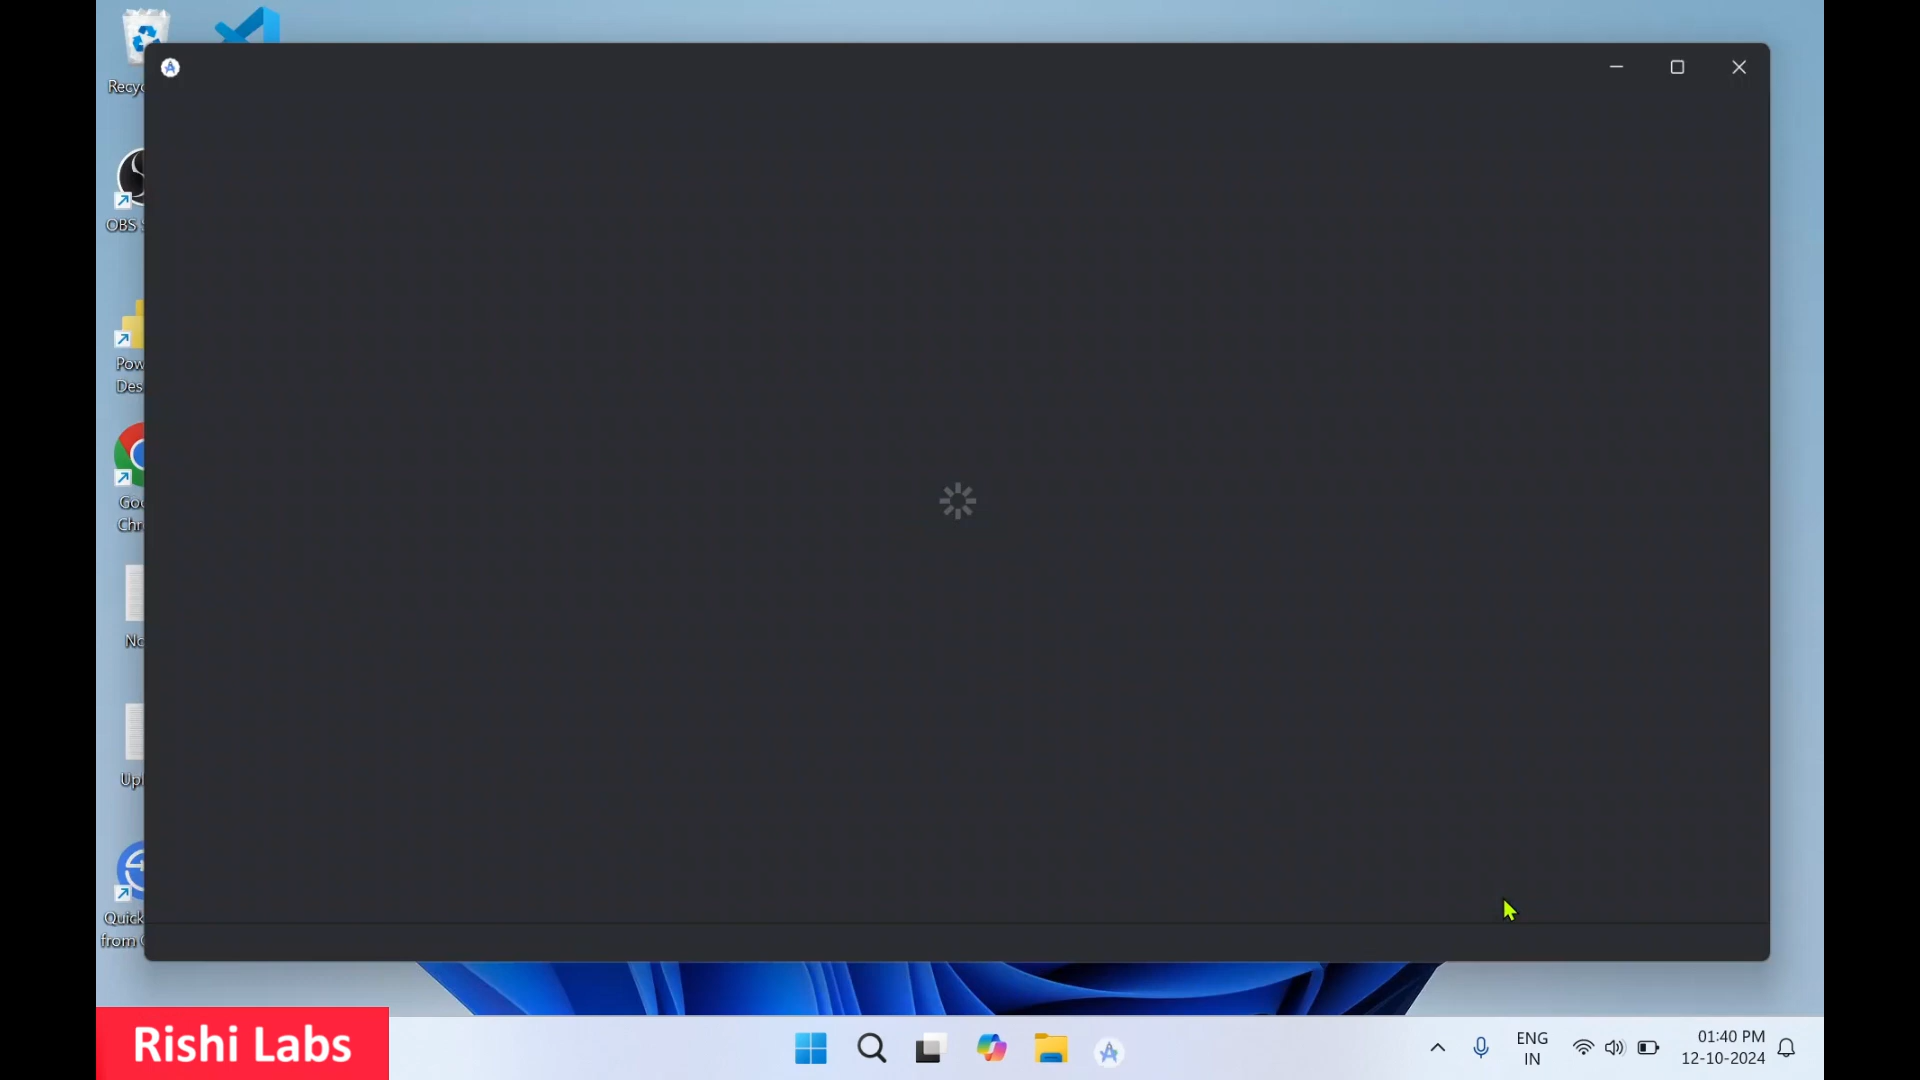 Recy
OBS S
Pow
Des
Goo
Chr
No
Upl
Quick
from
Rishi Labs
ENG
IN
01:40 PM
12-10-2024